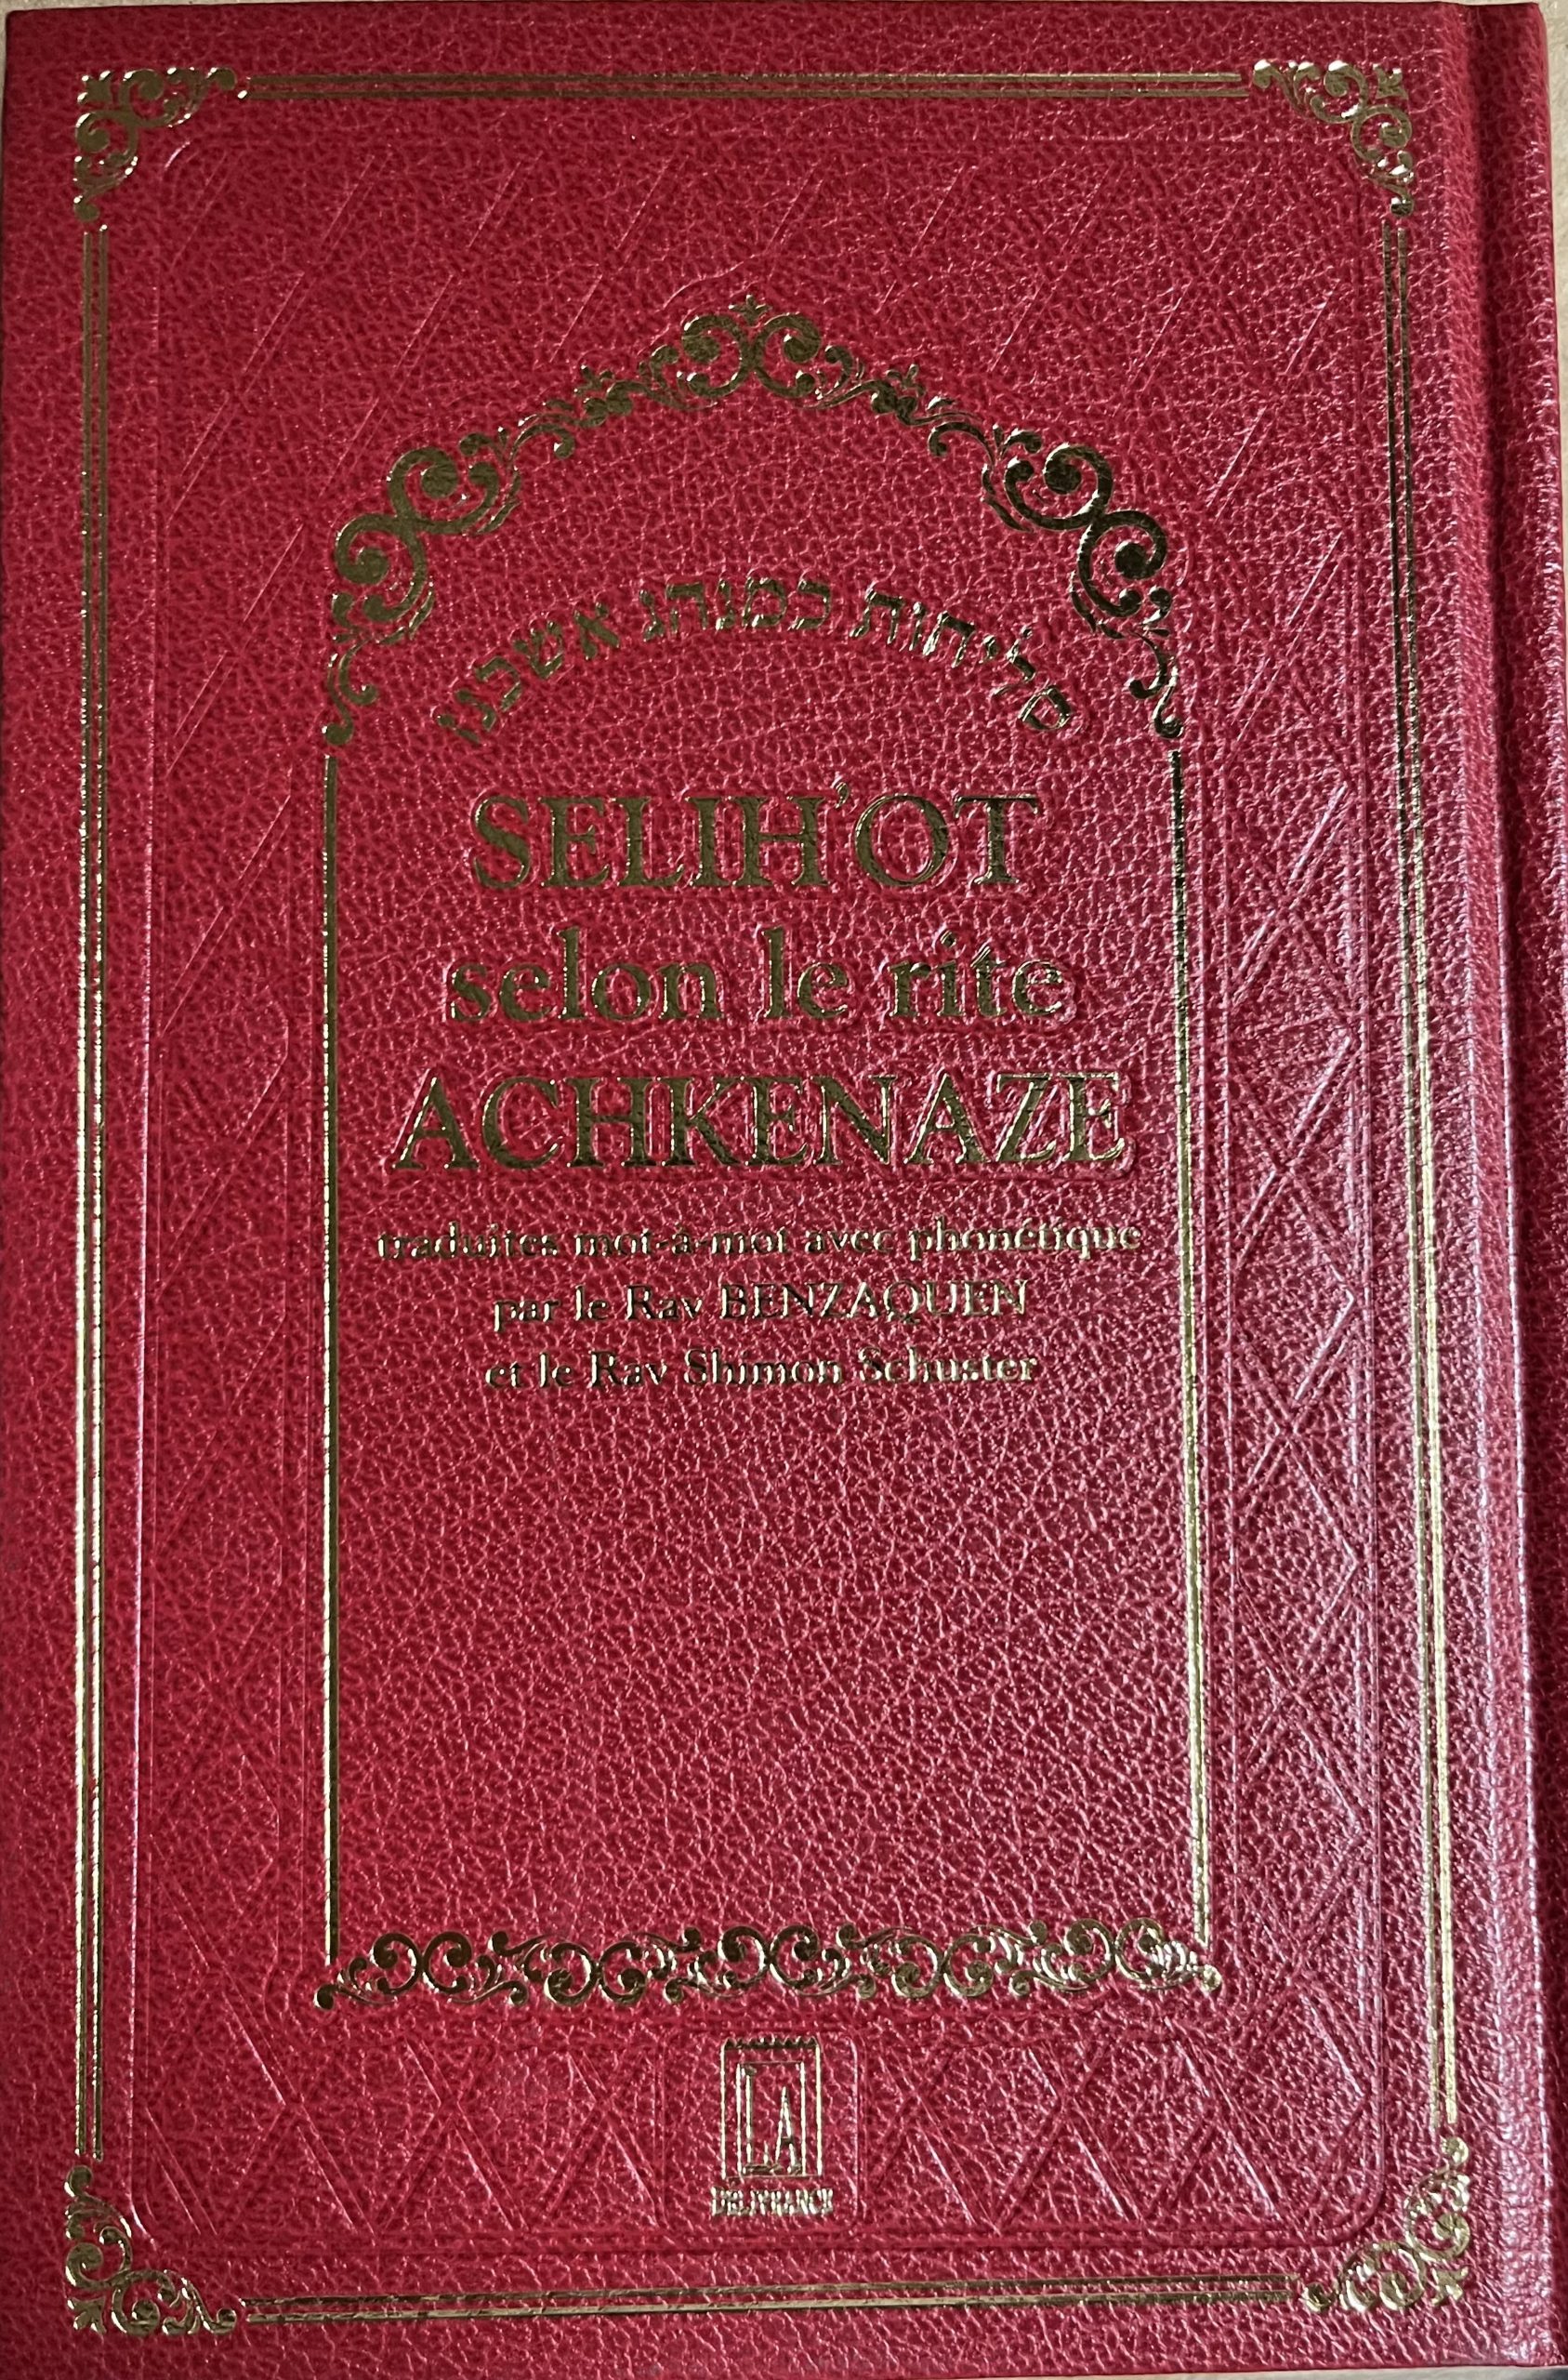 סליחות כמנהג אשכנז
SELIH'OT
selon le rite
ACHKENAZE
traduites mot-à-mot avec phonétique
par le Rav BENZAQUEN
et le Rav Shimon Schuster
LA
DELIVRANCE